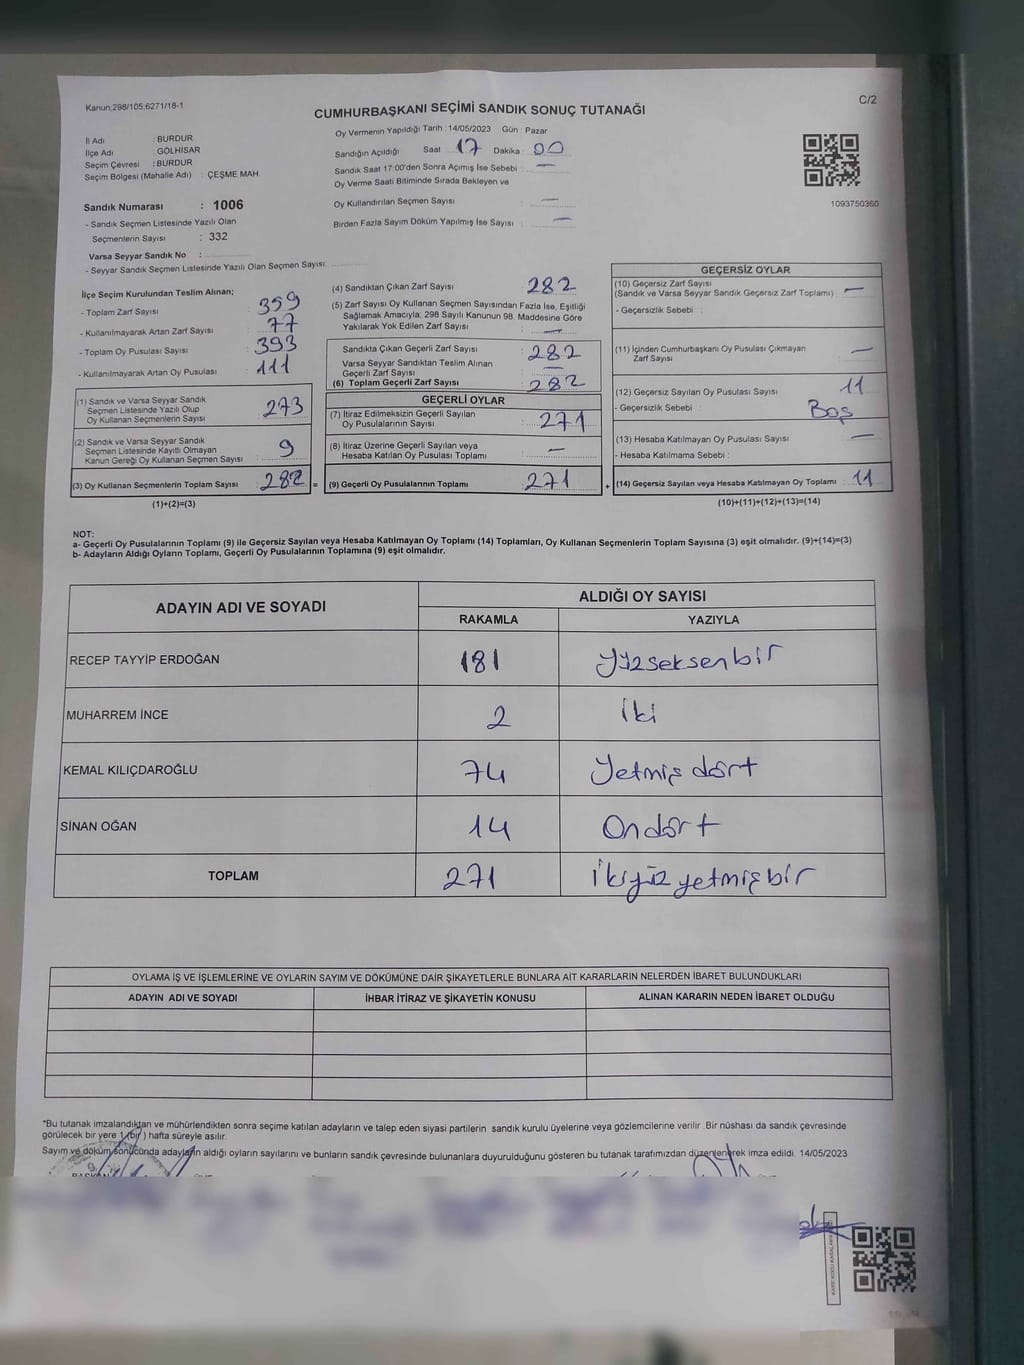 Kanun;298/105;6271/18-1
C/2
CUMHURBAŞKANI SEÇİMİ SANDIK SONUÇ TUTANAĞI
İl Adı : BURDUR
İlçe Adı : GÖLHİSAR
Seçim Çevresi : BURDUR
Seçim Bölgesi (Mahalle Adı) : ÇEŞME MAH.
Oy Vermenin Yapıldığı Tarih : 14/05/2023 Gün : Pazar
Sandığın Açıldığı Saat 17 Dakika : 00
Sandık Saat 17:00'den Sonra Açımış İse Sebebi : —
Oy Verme Saati Bitiminde Sırada Bekleyen ve
Oy Kullandırılan Seçmen Sayısı : —
Birden Fazla Sayım Döküm Yapılmış İse Sayısı : —
1093750360
Sandık Numarası : 1006
- Sandık Seçmen Listesinde Yazılı Olan
Seçmenlerin Sayısı : 332
Varsa Seyyar Sandık No :
- Seyyar Sandık Seçmen Listesinde Yazılı Olan Seçmen Sayısı:
İlçe Seçim Kurulundan Teslim Alınan;
- Toplam Zarf Sayısı : 359
- Kullanılmayarak Artan Zarf Sayısı : 77
- Toplam Oy Pusulası Sayısı : 393
- Kullanılmayarak Artan Oy Pusulası : 111
(1) Sandık ve Varsa Seyyar Sandık
Seçmen Listesinde Yazılı Olup
Oy Kullanan Seçmenlerin Sayısı : 273
(2) Sandık ve Varsa Seyyar Sandık
Seçmen Listesinde Kayıtlı Olmayan
Kanun Gereği Oy Kullanan Seçmen Sayısı : 9
(3) Oy Kullanan Seçmenlerin Toplam Sayısı : 282 =
(1)+(2)=(3)
(4) Sandıktan Çıkan Zarf Sayısı : 282
(5) Zarf Sayısı Oy Kullanan Seçmen Sayısından Fazla İse, Eşitliği
Sağlamak Amacıyla; 298 Sayılı Kanunun 98. Maddesine Göre
Yakılarak Yok Edilen Zarf Sayısı : —
Sandıkta Çıkan Geçerli Zarf Sayısı : 282
Varsa Seyyar Sandıktan Teslim Alınan
Geçerli Zarf Sayısı : —
(6) Toplam Geçerli Zarf Sayısı : 282
GEÇERLİ OYLAR
(7) İtiraz Edilmeksizin Geçerli Sayılan
Oy Pusulalarının Sayısı : 271
(8) İtiraz Üzerine Geçerli Sayılan veya
Hesaba Katılan Oy Pusulası Toplamı : —
(9) Geçerli Oy Pusulalarının Toplamı : 271 +
GEÇERSİZ OYLAR
(10) Geçersiz Zarf Sayısı
(Sandık ve Varsa Seyyar Sandık Geçersiz Zarf Toplamı) : —
- Geçersizlik Sebebi :
(11) İçinden Cumhurbaşkanı Oy Pusulası Çıkmayan
Zarf Sayısı : —
(12) Geçersiz Sayılan Oy Pusulası Sayısı : 11
- Geçersizlik Sebebi : Boş
(13) Hesaba Katılmayan Oy Pusulası Sayısı : —
- Hesaba Katılmama Sebebi :
(14) Geçersiz Sayılan veya Hesaba Katılmayan Oy Toplamı : 11
(10)+(11)+(12)+(13)=(14)
NOT:
a- Geçerli Oy Pusulalarının Toplamı (9) ile Geçersiz Sayılan veya Hesaba Katılmayan Oy Toplamı (14) Toplamları, Oy Kullanan Seçmenlerin Toplam Sayısına (3) eşit olmalıdır. (9)+(14)=(3)
b- Adayların Aldığı Oyların Toplamı, Geçerli Oy Pusulalarının Toplamına (9) eşit olmalıdır.
ADAYIN ADI VE SOYADI ALDIĞI OY SAYISI
RAKAMLA YAZIYLA
RECEP TAYYİP ERDOĞAN 181 Yüzseksenbir
MUHARREM İNCE 2 İki
KEMAL KILIÇDAROĞLU 74 Yetmiş dört
SİNAN OĞAN 14 Ondört
TOPLAM 271 İkiyüzyetmişbir
OYLAMA İŞ VE İŞLEMLERİNE VE OYLARIN SAYIM VE DÖKÜMÜNE DAİR ŞİKAYETLERLE BUNLARA AİT KARARLARIN NELERDEN İBARET BULUNDUKLARI
ADAYIN ADI VE SOYADI İHBAR İTİRAZ VE ŞİKAYETİN KONUSU ALINAN KARARIN NEDEN İBARET OLDUĞU
*Bu tutanak imzalandıktan ve mühürlendikten sonra seçime katılan adayların ve talep eden siyasi partilerin sandık kurulu üyelerine veya gözlemcilerine verilir .Bir nüshası da sandık çevresinde
görülecek bir yere 1 (bir ) hafta süreyle asılır.
Sayım ve döküm sonucunda adayların aldığı oyların sayılarını ve bunların sandık çevresinde bulunanlara duyurulduğunu gösteren bu tutanak tarafımızdan düzenlenerek imza edildi. 14/05/2023